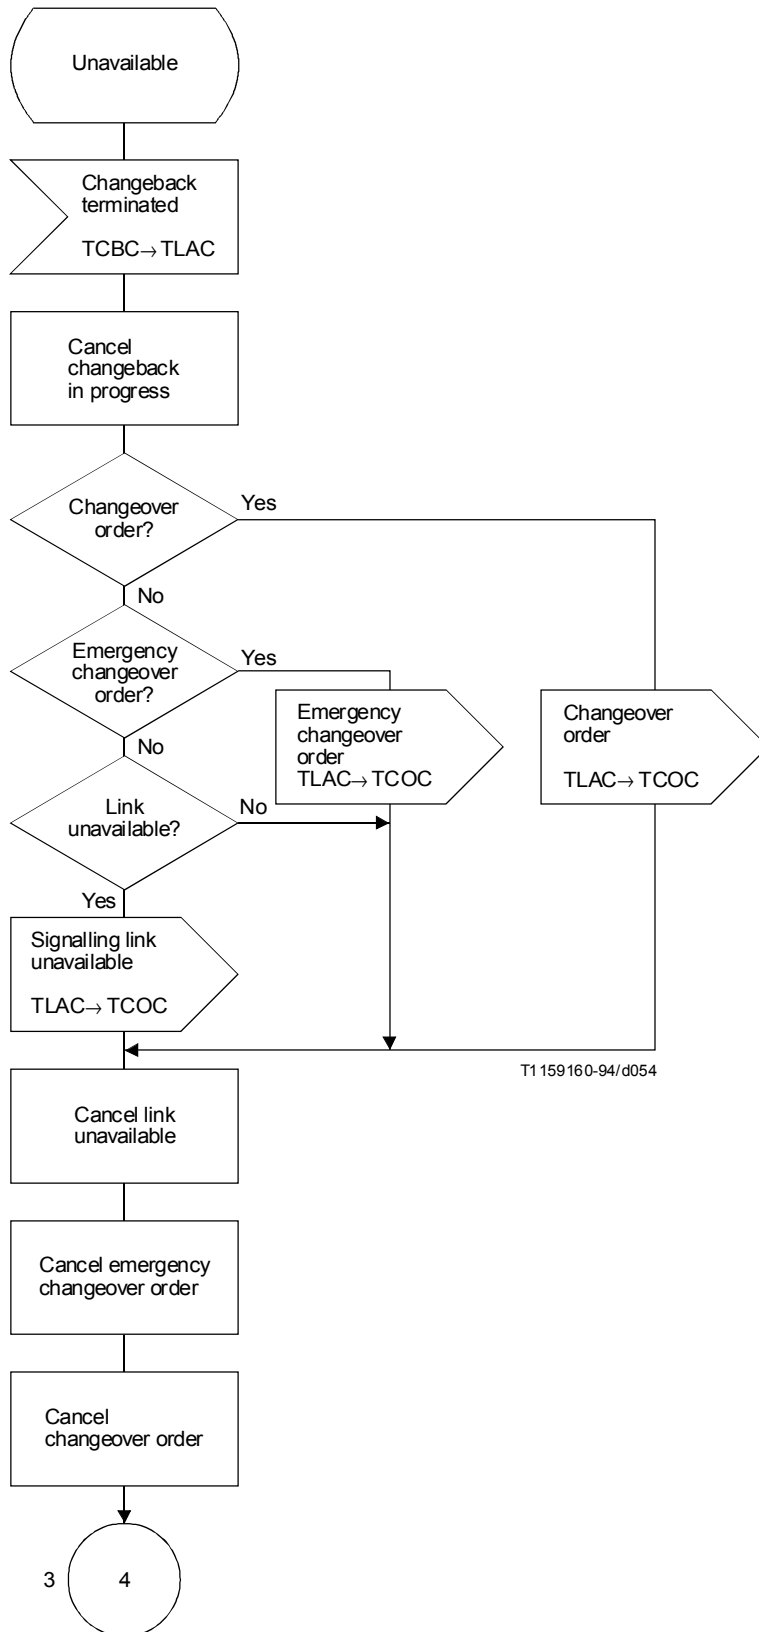 Unavailable
Changeback
terminated
TCBC→TLAC
Cancel
changeback
in progress
Changeover
order?
Yes
No
Emergency
changeover
order?
Yes
No
Emergency
changeover
order
TLAC→TCOC
Changeover
order
TLAC→TCOC
Link
unavailable?
No
Yes
Signalling link
unavailable
TLAC→TCOC
T1159160-94/d054
Cancel link
unavailable
Cancel emergency
changeover order
Cancel
changeover order
3
4